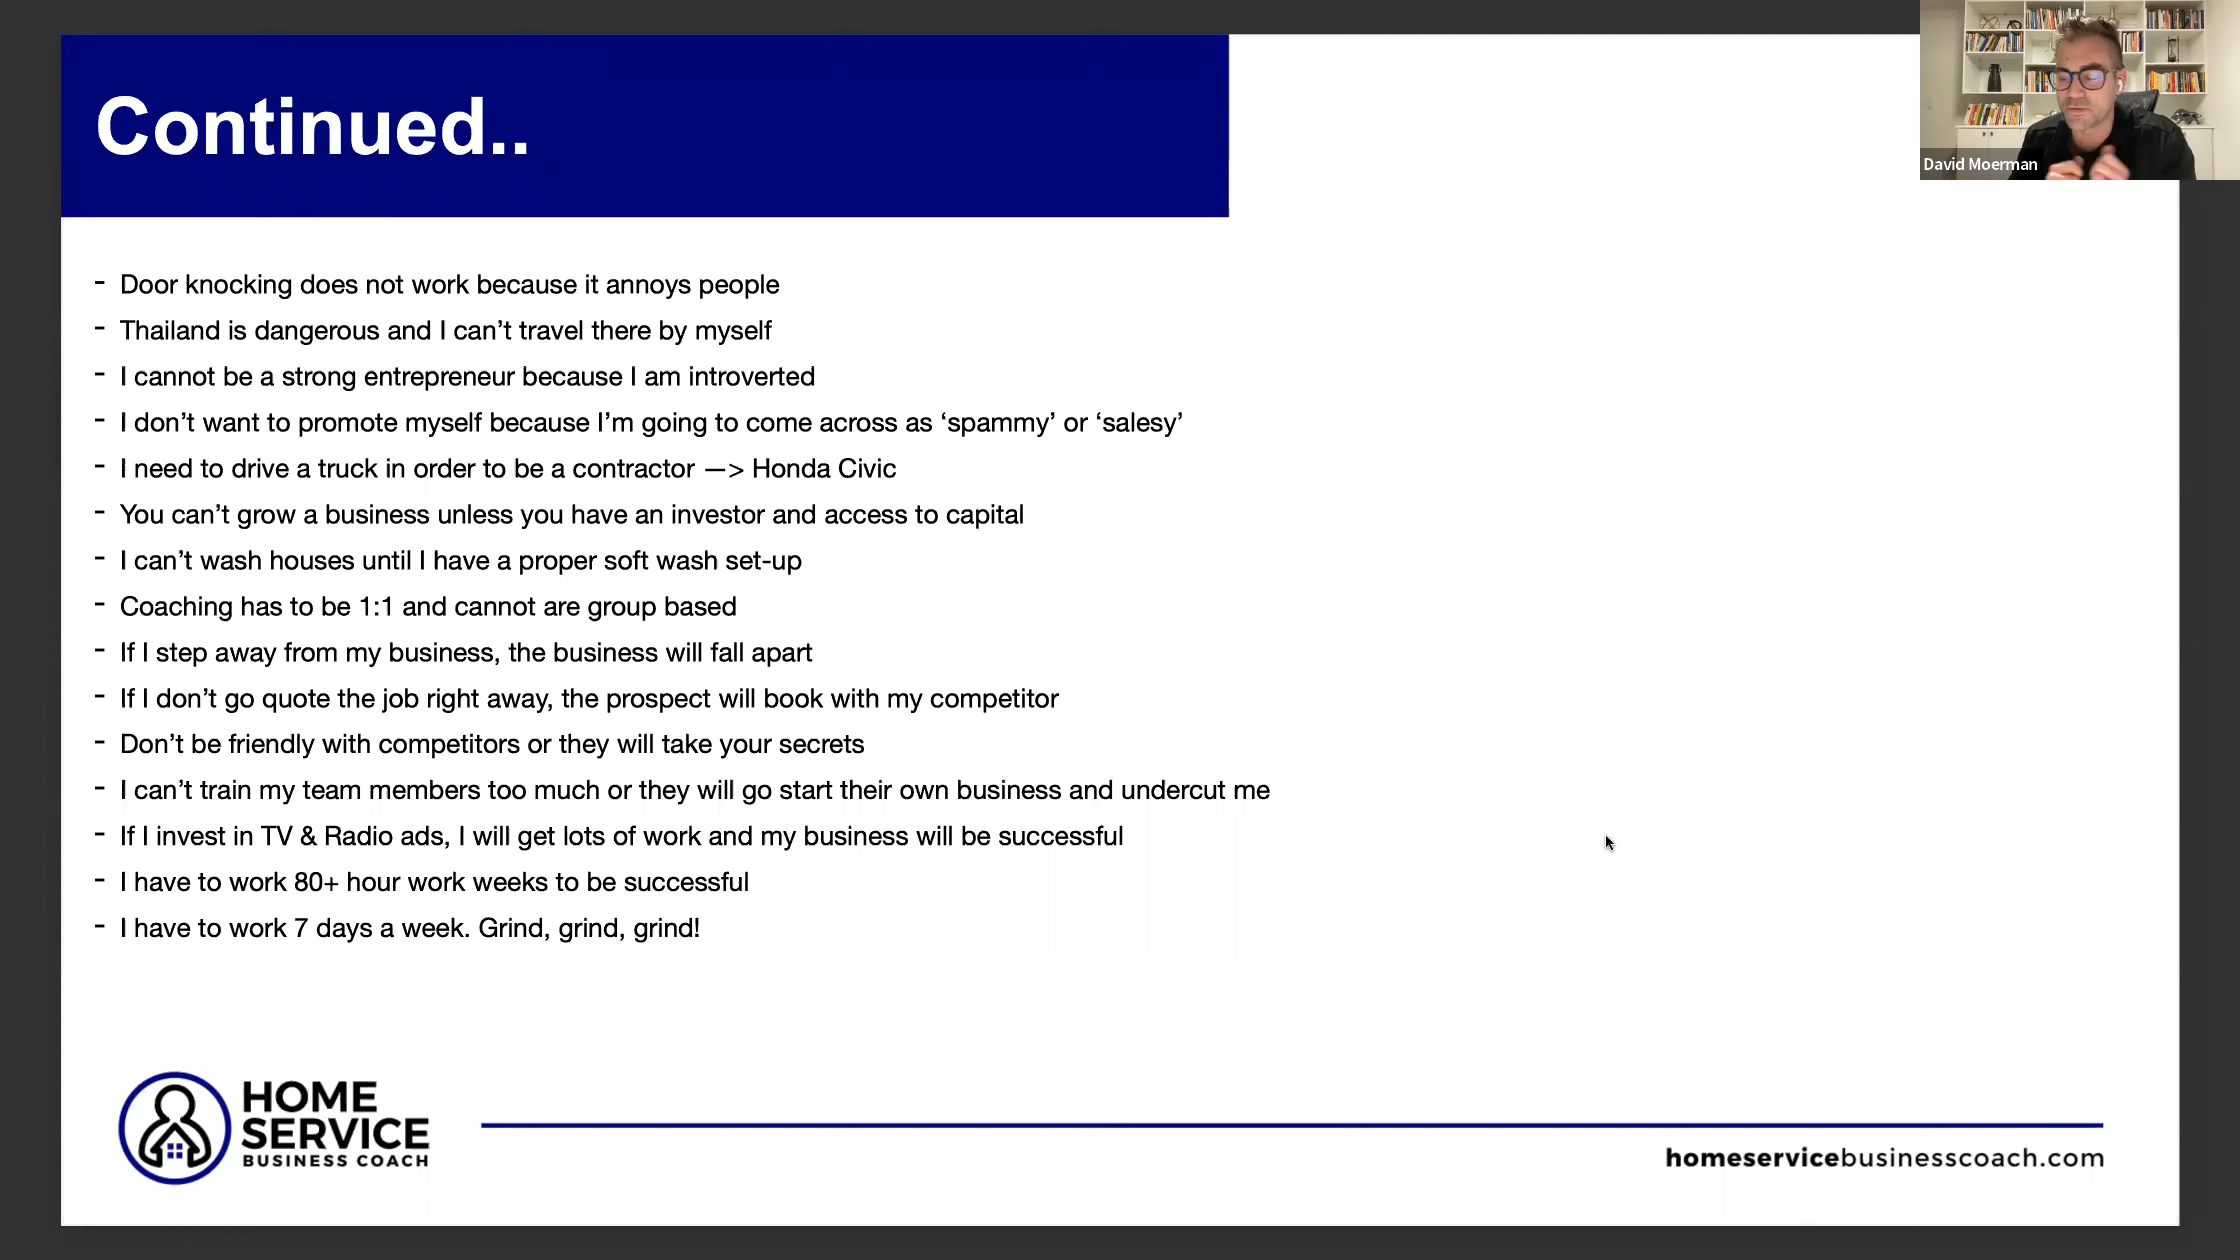 Continued..
David Moerman
- Door knocking does not work because it annoys people
- Thailand is dangerous and I can’t travel there by myself
- I cannot be a strong entrepreneur because I am introverted
- I don’t want to promote myself because I’m going to come across as ‘spammy’ or ‘salesy’
- I need to drive a truck in order to be a contractor —> Honda Civic
- You can’t grow a business unless you have an investor and access to capital
- I can’t wash houses until I have a proper soft wash set-up
- Coaching has to be 1:1 and cannot are group based
- If I step away from my business, the business will fall apart
- If I don’t go quote the job right away, the prospect will book with my competitor
- Don’t be friendly with competitors or they will take your secrets
- I can’t train my team members too much or they will go start their own business and undercut me
- If I invest in TV & Radio ads, I will get lots of work and my business will be successful
- I have to work 80+ hour work weeks to be successful
- I have to work 7 days a week. Grind, grind, grind!
HOME
SERVICE
BUSINESS COACH
homeservicebusinesscoach.com